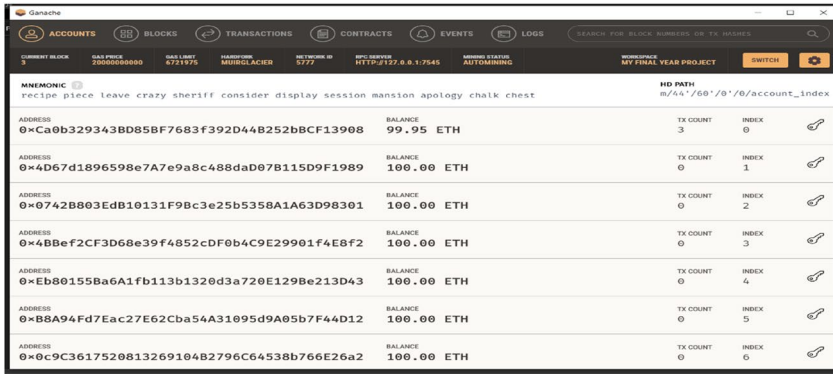 Ganache
ACCOUNTS BLOCKS TRANSACTIONS CONTRACTS EVENTS LOGS SEARCH FOR BLOCK NUMBERS OR TX HASHES
CURRENT BLOCK GAS PRICE GAS LIMIT HARDFORK NETWORK ID RPC SERVER MINING STATUS WORKSPACE
3 20000000000 6721975 MUIRGLACIER 5777 HTTP://127.0.0.1:7545 AUTOMINING MY FINAL YEAR PROJECT SWITCH
MNEMONIC ? HD PATH
recipe piece leave crazy sheriff consider display session mansion apology chalk chest m/44'/60'/0'/0/account_index
ADDRESS BALANCE TX COUNT INDEX
0×Ca0b329343BD85BF7683f392D44B252bBCF13908 99.95 ETH 3 0
ADDRESS BALANCE TX COUNT INDEX
0×4D67d1896598e7A7e9a8c488daD07B115D9F1989 100.00 ETH 0 1
ADDRESS BALANCE TX COUNT INDEX
0×0742B803EdB10131F9Bc3e25b5358A1A63D98301 100.00 ETH 0 2
ADDRESS BALANCE TX COUNT INDEX
0×4BBef2CF3D68e39f4852cDF0b4C9E29901f4E8f2 100.00 ETH 0 3
ADDRESS BALANCE TX COUNT INDEX
0×Eb80155Ba6A1fb113b1320d3a720E129Be213D43 100.00 ETH 0 4
ADDRESS BALANCE TX COUNT INDEX
0×B8A94Fd7Eac27E62Cba54A31095d9A05b7F44D12 100.00 ETH 0 5
ADDRESS BALANCE TX COUNT INDEX
0×0c9C3617520813269104B2796C64538b766E26a2 100.00 ETH 0 6